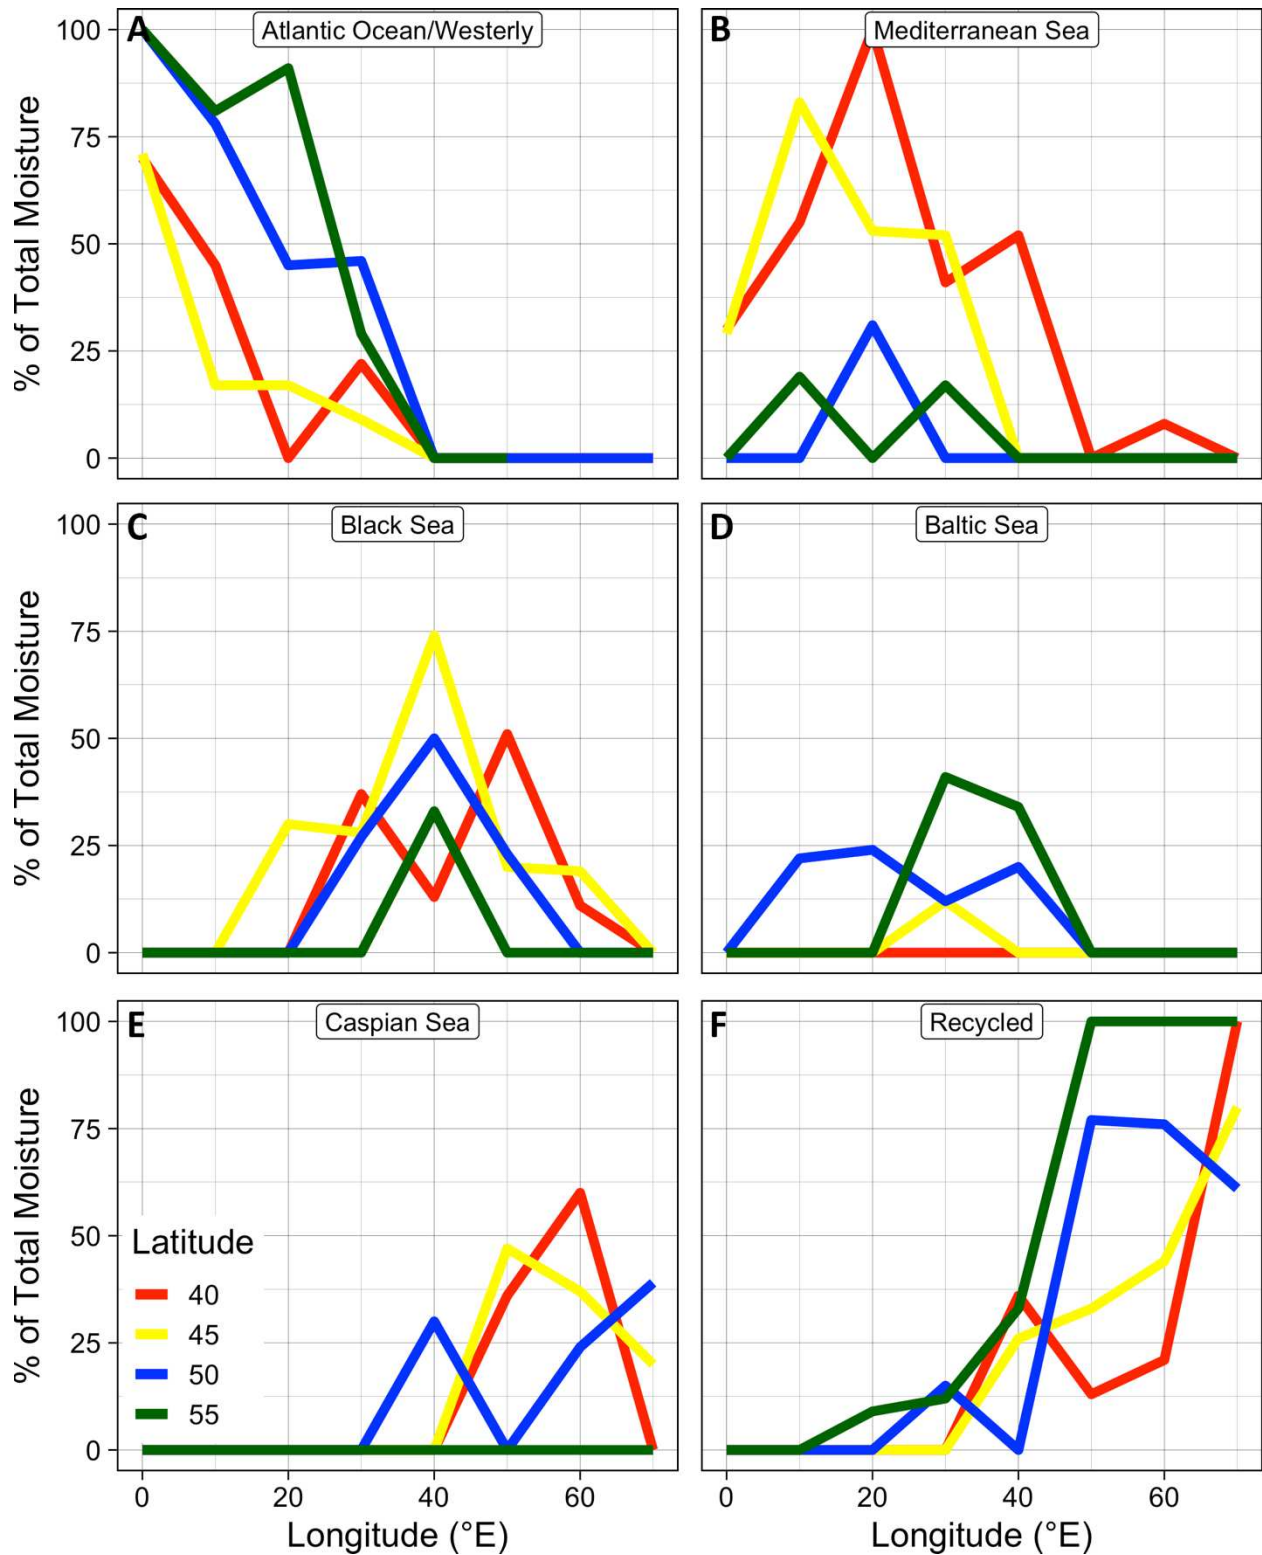 A
Atlantic Ocean/Westerly
B
Mediterranean Sea
% of Total Moisture
100
75
50
25
0
C
Black Sea
D
Baltic Sea
% of Total Moisture
100
75
50
25
0
E
Caspian Sea
F
Recycled
% of Total Moisture
100
75
50
25
0
Latitude
40
45
50
55
0 20 40 60
0 20 40 60
Longitude (°E)
Longitude (°E)